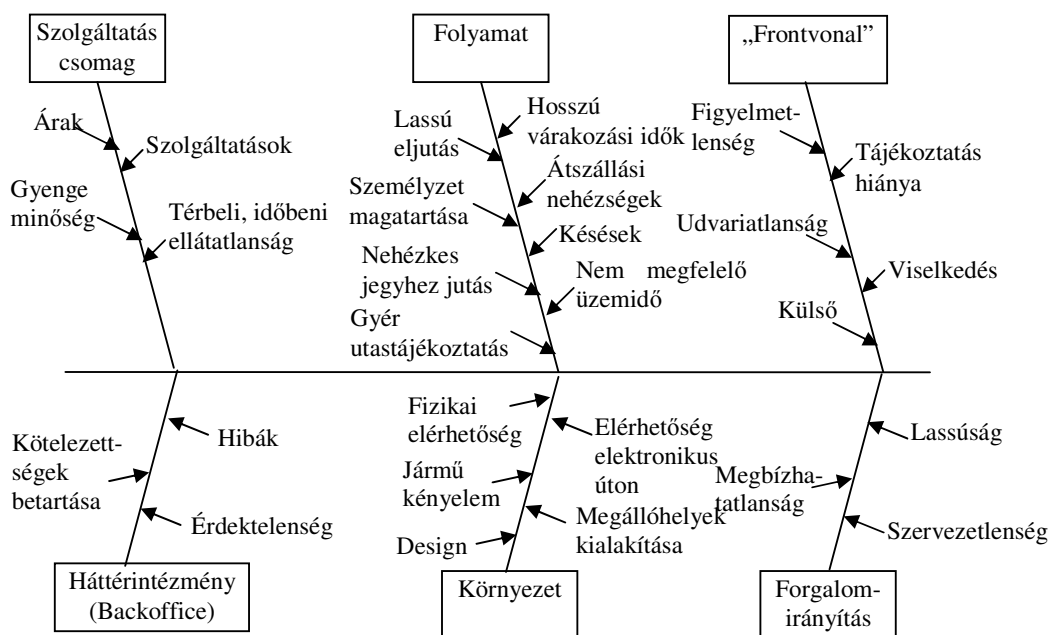 Szolgáltatás
csomag
Folyamat
„Frontvonal”
Árak
Szolgáltatások
Gyenge
minőség
Térbeli, időbeni
ellátatlanság
Lassú
eljutás
Hosszú
várakozási idők
Személyzet
magatartása
Átszállási
nehézségek
Késések
Nehézkes
jegyhez jutás
Nem megfelelő
üzemidő
Gyér
utastájékoztatás
Figyelmet-
lenség
Tájékoztatás
hiánya
Udvariatlanság
Viselkedés
Külső
Kötelezett-
ségek
betartása
Hibák
Érdektelenség
Háttérintézmény
(Backoffice)
Fizikai
elérhetőség
Elérhetőség
elektronikus
úton
Jármű
kényelem
Megállóhelyek
kialakítása
Design
Környezet
Lassúság
Megbízha-
tatlanság
Szervezetlenség
Forgalom-
irányítás